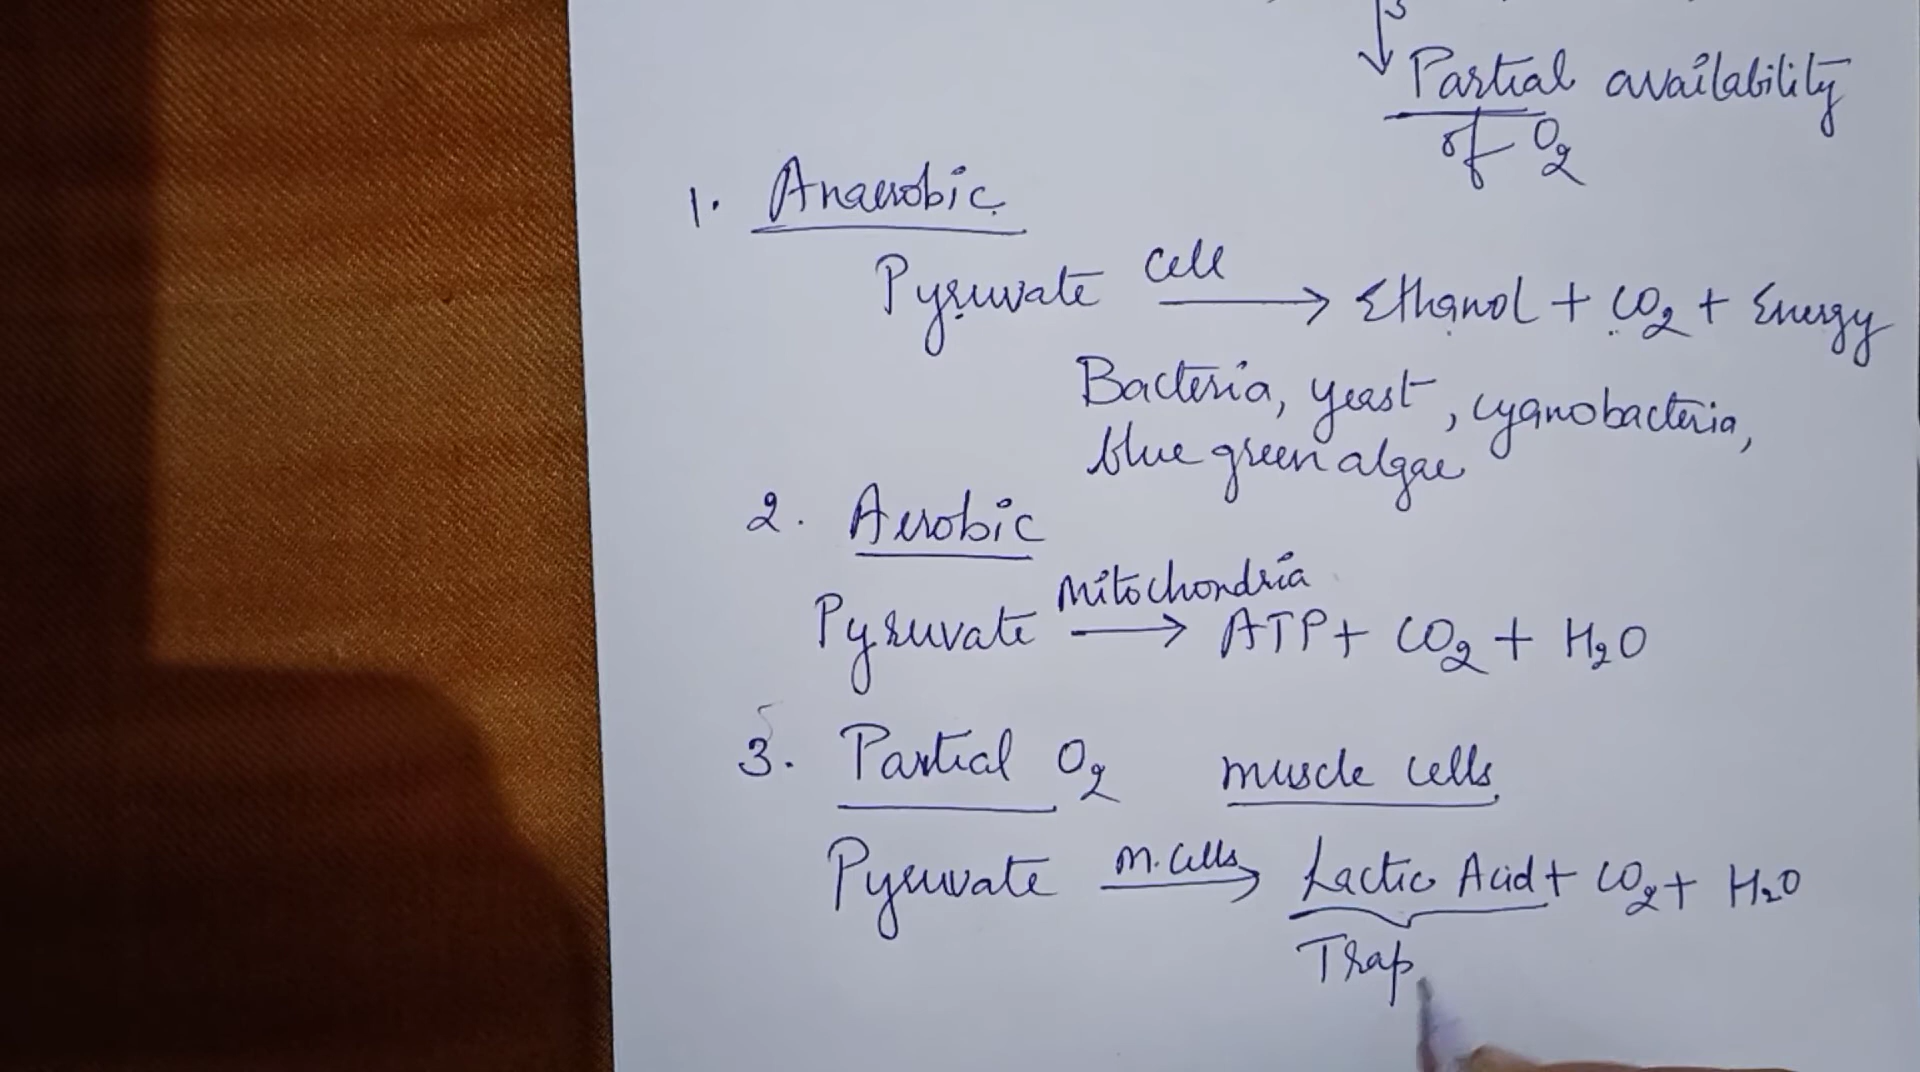 Partial availability
of O2
1. Anaerobic
Pyruvate cell → Ethanol + CO2 + Energy
Bacteria, yeast, cyanobacteria,
blue green algae
2. Aerobic
Pyruvate Mitochondria → ATP + CO2 + H2O
3. Partial O2 muscle cells
Pyruvate m. cells → Lactic Acid + CO2 + H2O
Trap